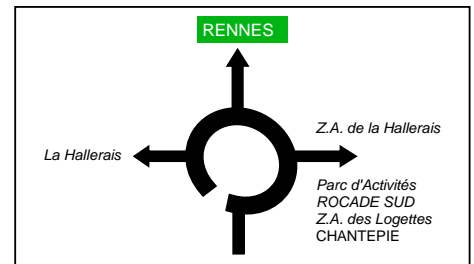 RENNES
La Hallerais
Z.A. de la Hallerais
Parc d'Activités
ROCADE SUD
Z.A. des Logettes
CHANTEPIE